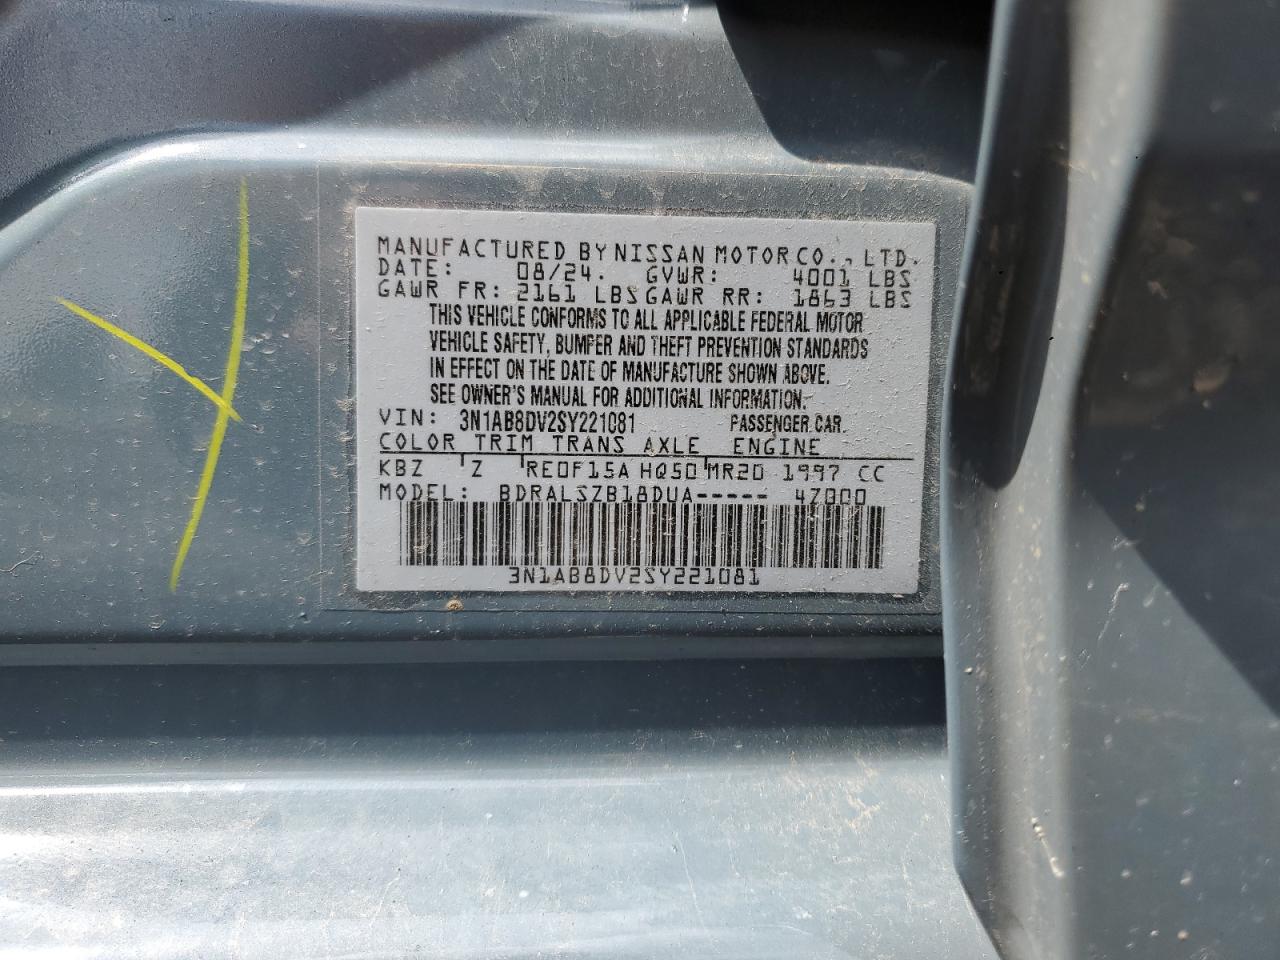 MANUFACTURED BY NISSAN MOTOR CO., LTD.
DATE: 08/24. GVWR: 4001 LBS
GAWR FR: 2161 LBS GAWR RR: 1863 LBS
THIS VEHICLE CONFORMS TO ALL APPLICABLE FEDERAL MOTOR
VEHICLE SAFETY, BUMPER AND THEFT PREVENTION STANDARDS
IN EFFECT ON THE DATE OF MANUFACTURE SHOWN ABOVE.
SEE OWNER'S MANUAL FOR ADDITIONAL INFORMATION.
VIN: 3N1AB8DV2SY221081 PASSENGER CAR.
COLOR TRIM TRANS AXLE ENGINE
KBZ Z RE0F15A HQ50 MR20 1997 CC
MODEL: BDRALSZB18DUA----- 4Z000
3N1AB8DV2SY221081